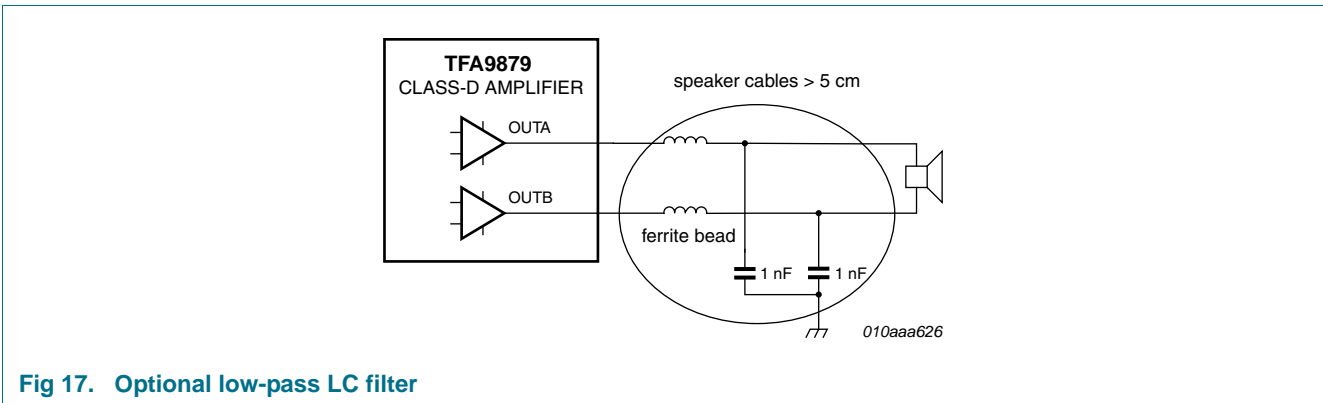 TFA9879
CLASS-D AMPLIFIER
speaker cables > 5 cm
OUTA
OUTB
ferrite bead
1 nF
1 nF
010aaa626
Fig 17. Optional low-pass LC filter